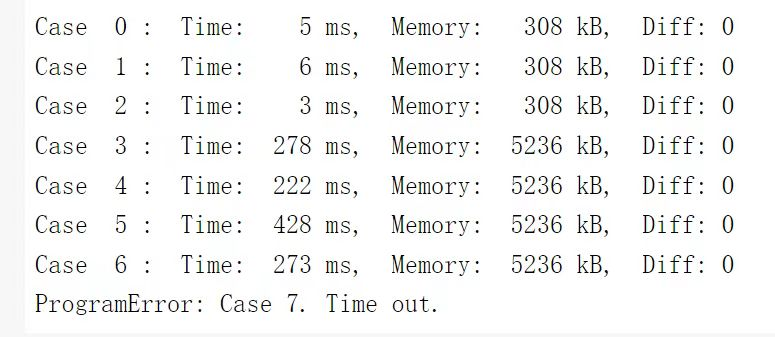 Case 0 : Time: 5 ms, Memory: 308 kB, Diff: 0
Case 1 : Time: 6 ms, Memory: 308 kB, Diff: 0
Case 2 : Time: 3 ms, Memory: 308 kB, Diff: 0
Case 3 : Time: 278 ms, Memory: 5236 kB, Diff: 0
Case 4 : Time: 222 ms, Memory: 5236 kB, Diff: 0
Case 5 : Time: 428 ms, Memory: 5236 kB, Diff: 0
Case 6 : Time: 273 ms, Memory: 5236 kB, Diff: 0
ProgramError: Case 7. Time out.